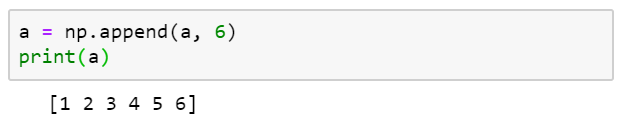 a = np.append(a, 6)
print(a)
[1 2 3 4 5 6]